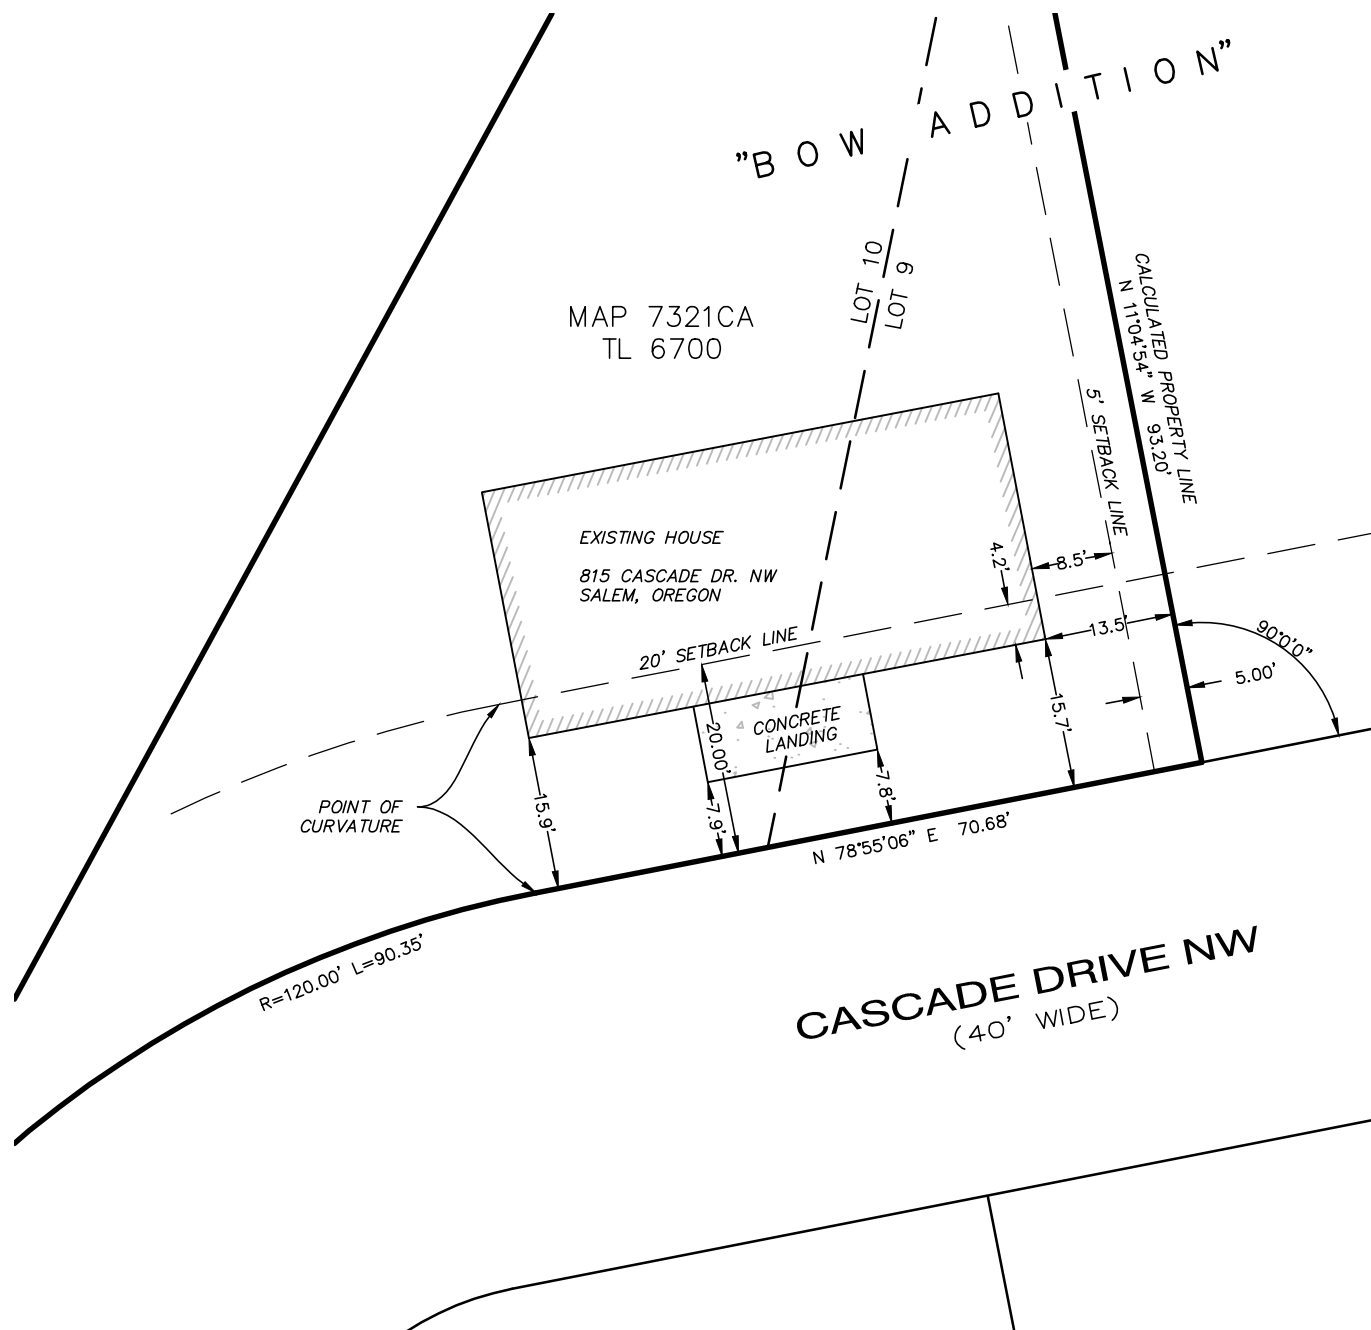 "BOW ADDITION"
LOT 10
LOT 9
MAP 7321CA
TL 6700
CALCULATED PROPERTY LINE
N 11°04'54" W 93.20'
5' SETBACK LINE
EXISTING HOUSE
815 CASCADE DR. NW
SALEM, OREGON
4.2'
8.5'
20' SETBACK LINE
13.5'
90°0'0"
5.00'
CONCRETE
LANDING
20.00'
15.7'
POINT OF
CURVATURE
15.9'
7.9'
7.8'
N 78°55'06" E 70.68'
R=120.00' L=90.35'
CASCADE DRIVE NW
(40' WIDE)